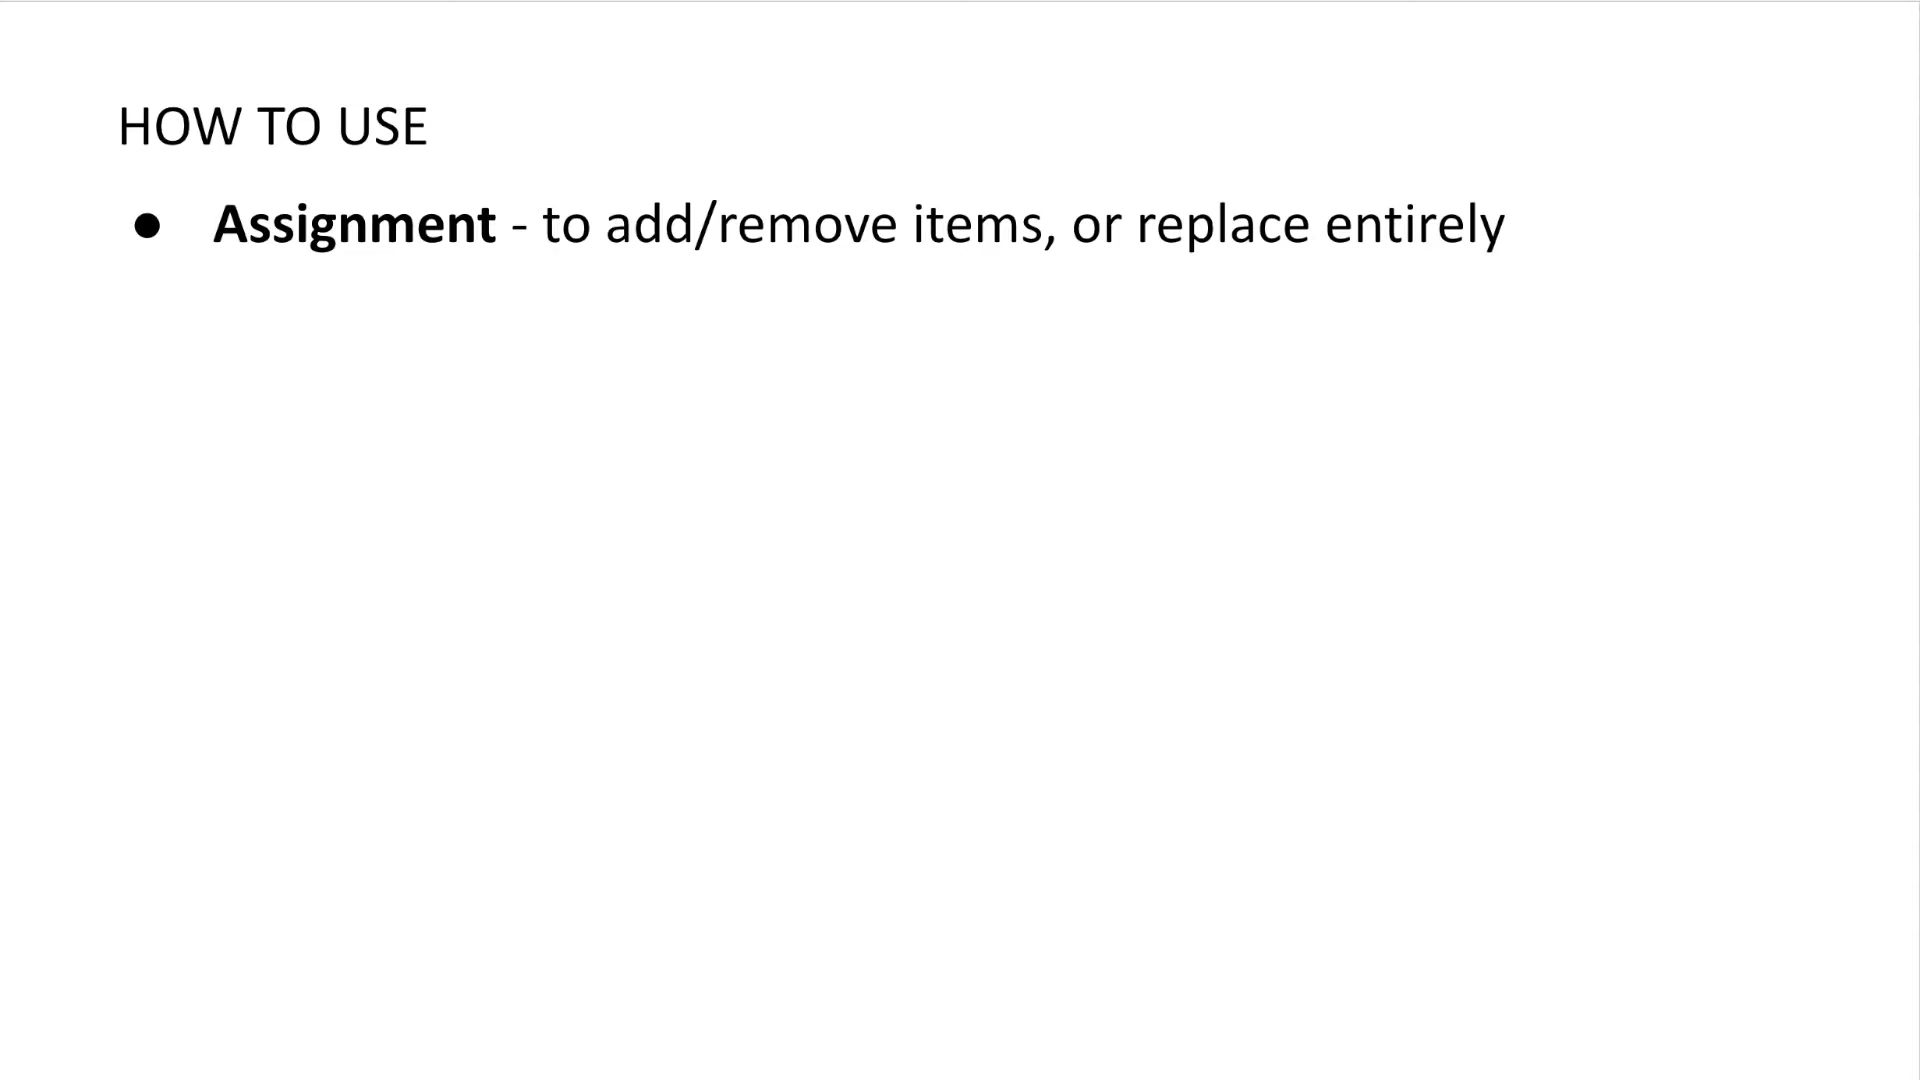 HOW TO USE
● Assignment - to add/remove items, or replace entirely